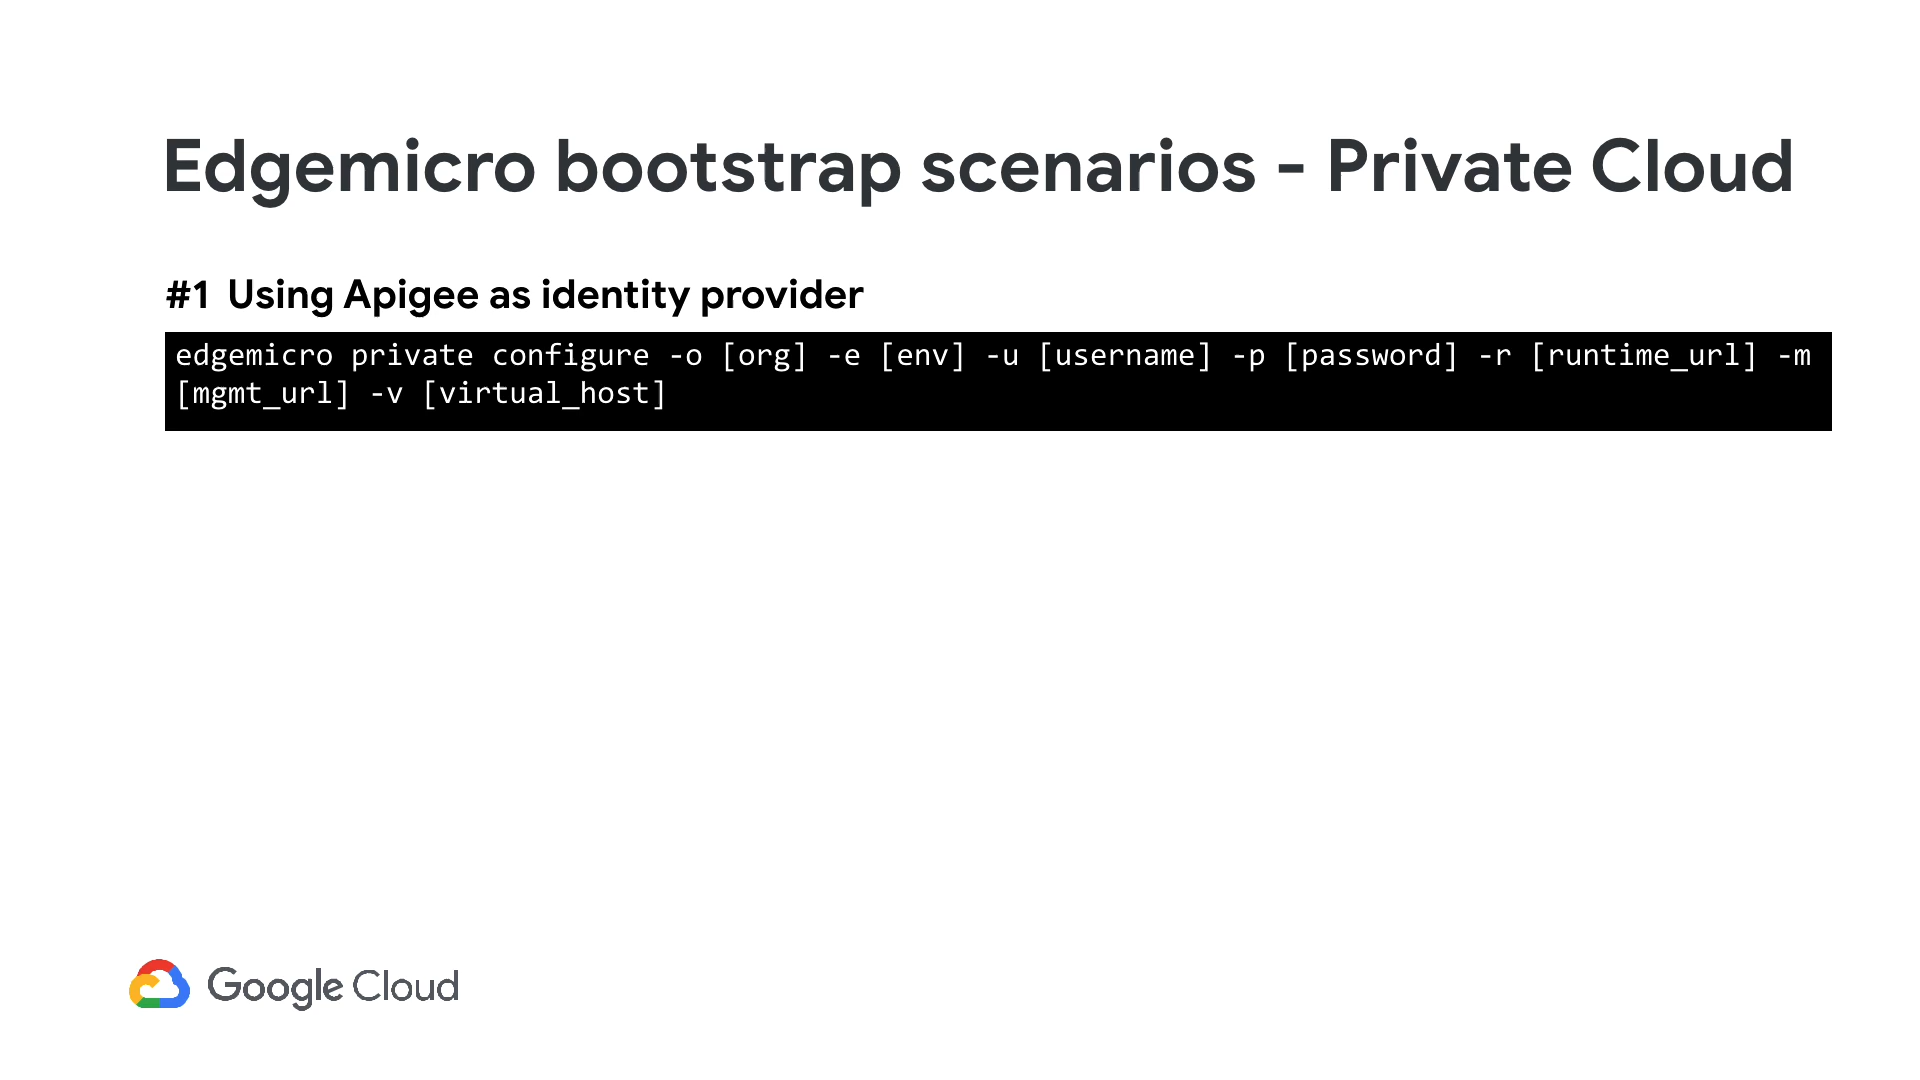 Edgemicro bootstrap scenarios - Private Cloud
#1 Using Apigee as identity provider
edgemicro private configure -o [org] -e [env] -u [username] -p [password] -r [runtime_url] -m
[mgmt_url] -v [virtual_host]
Google Cloud